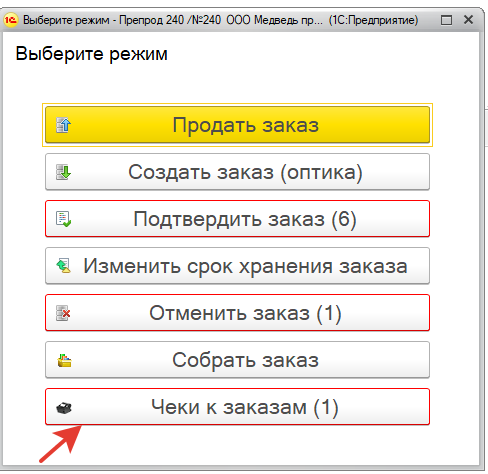 Выберите режим - Препрод 240 /№240 ООО Медведь пр... (1С:Предприятие)
Выберите режим
Продать заказ
Создать заказ (оптика)
Подтвердить заказ (6)
Изменить срок хранения заказа
Отменить заказ (1)
Собрать заказ
Чеки к заказам (1)